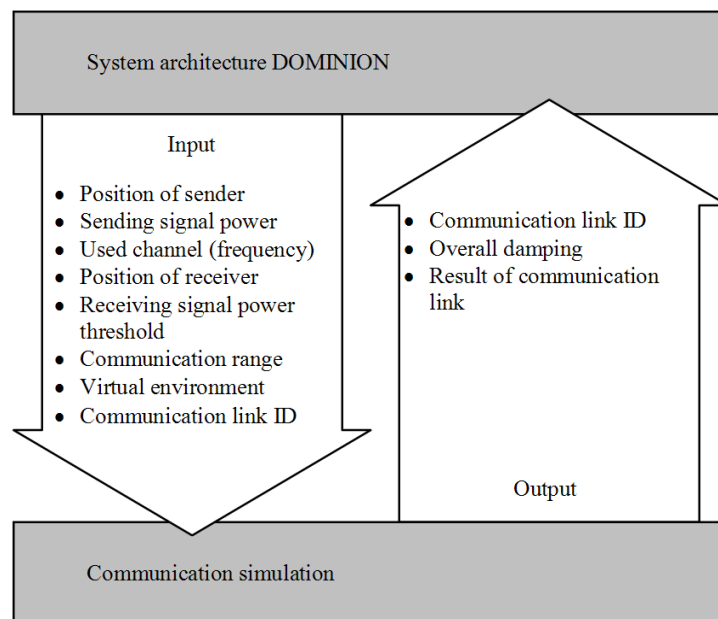 System architecture DOMINION
Input
• Position of sender
• Sending signal power
• Used channel (frequency)
• Position of receiver
• Receiving signal power
threshold
• Communication range
• Virtual environment
• Communication link ID
• Communication link ID
• Overall damping
• Result of communication
link
Output
Communication simulation